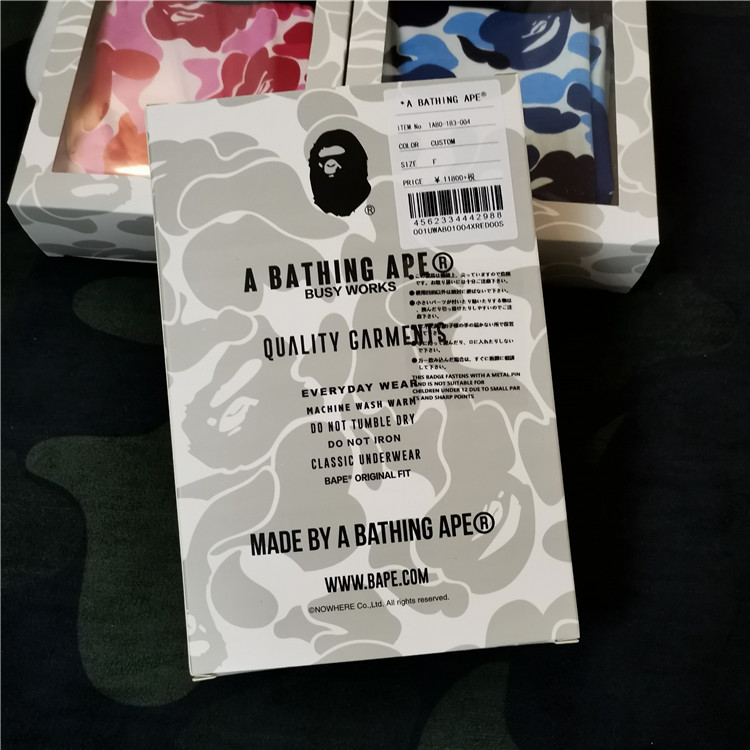 *A BATHING APE®
ITEM No. 1AB0-183-004
COLOR CUSTOM
SIZE F
PRICE ¥ 11800+税
4562334442988
001UWAB01004XRED00S
®
A BATHING APE®
BUSY WORKS
QUALITY GARMENTS
EVERYDAY WEAR
MACHINE WASH WARM
DO NOT TUMBLE DRY
DO NOT IRON
CLASSIC UNDERWEAR
BAPE® ORIGINAL FIT
THIS BADGE FASTENS WITH A METAL PIN
AND IS NOT SUITABLE FOR
CHILDREN UNDER 12 DUE TO SMALL PAR
TS AND SHARP POINTS
MADE BY A BATHING APE®
WWW.BAPE.COM
©NOWHERE Co.,Ltd. All rights reserved.